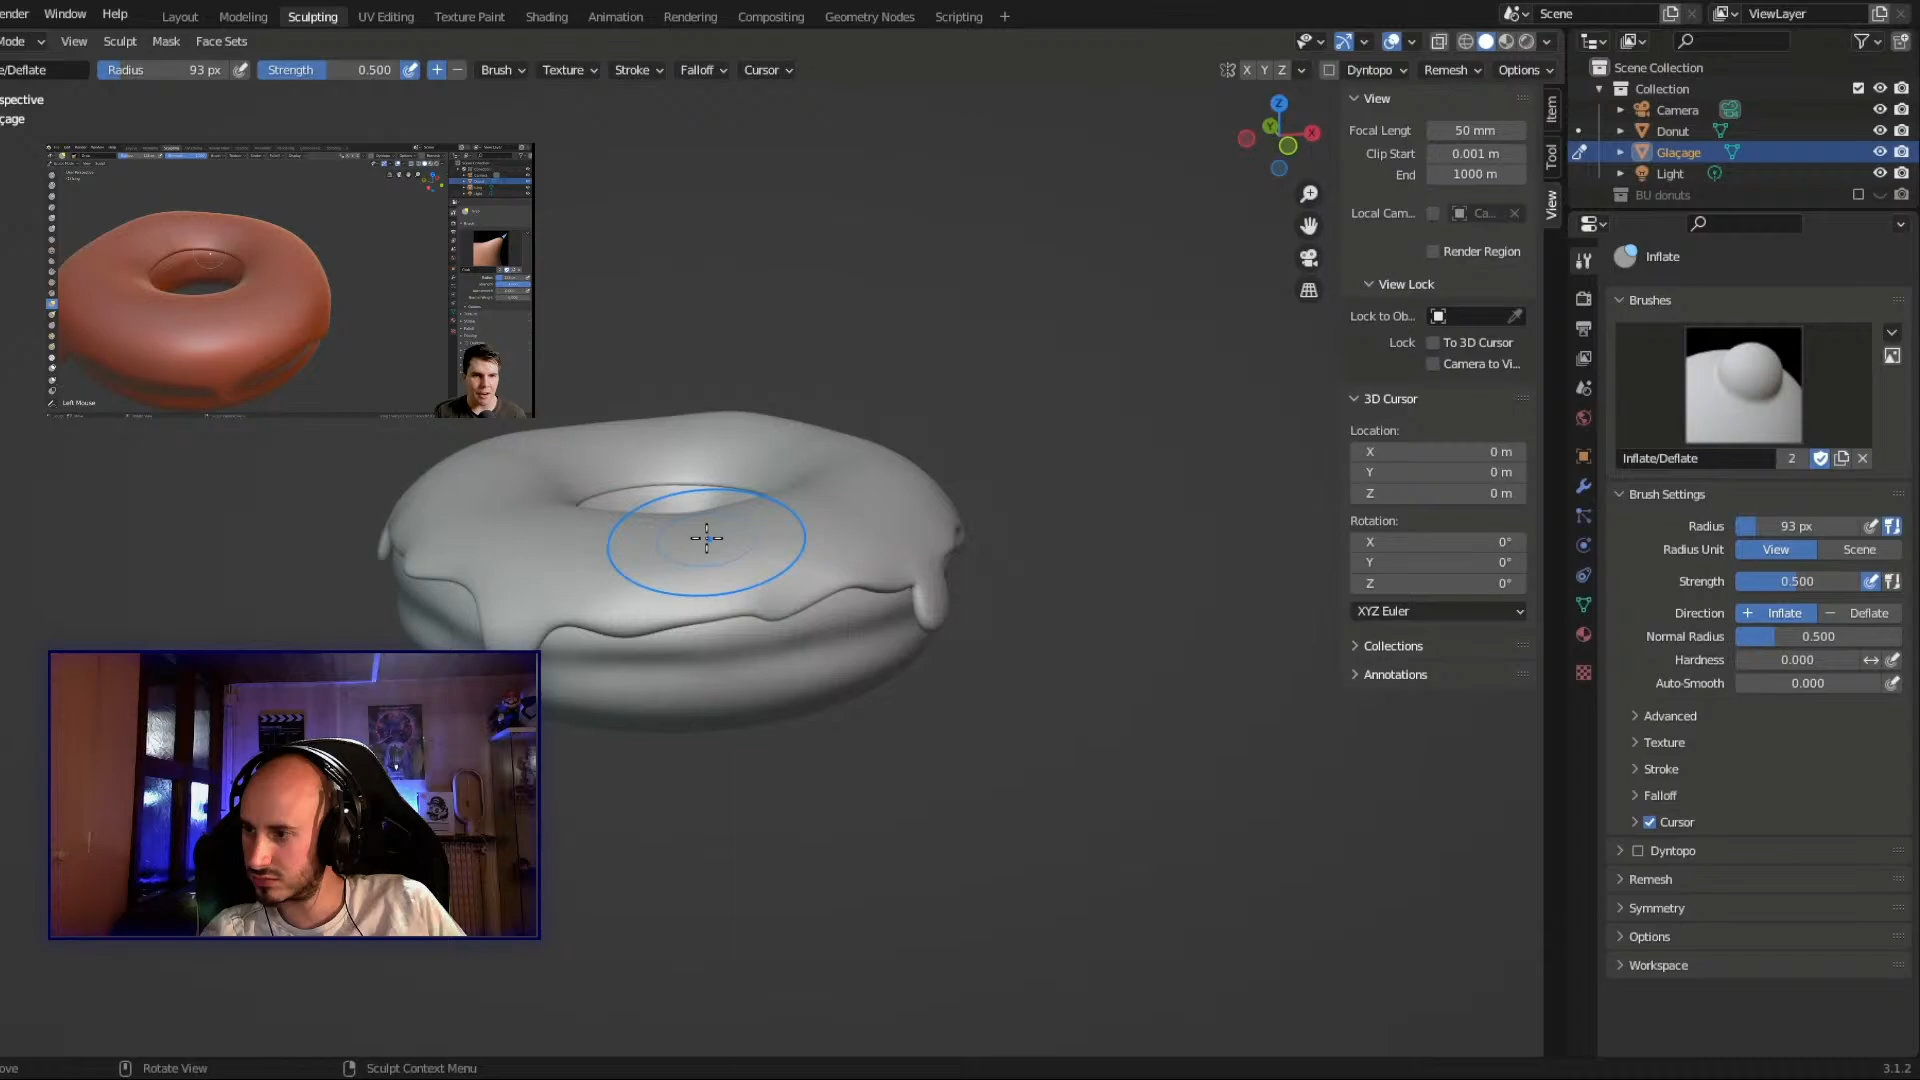 ender Window Help
Layout Modeling Sculpting UV Editing Texture Paint Shading Animation Rendering Compositing Geometry Nodes Scripting +
Scene
ViewLayer
Mode View Sculpt Mask Face Sets
e/Deflate Radius 93 px Strength 0.500 + − Brush Texture Stroke Falloff Cursor
X Y Z Dyntopo Remesh Options
spective
çage
Z
Y
X
Left Mouse
View
Focal Lengt 50 mm
Clip Start 0.001 m
End 1000 m
Local Cam... Ca...
Render Region
View Lock
Lock to Ob...
Lock To 3D Cursor
Camera to Vi...
3D Cursor
Location:
X 0 m
Y 0 m
Z 0 m
Rotation:
X 0°
Y 0°
Z 0°
XYZ Euler
Collections
Annotations
Item
Tool
View
Scene Collection
Collection
Camera
Donut
Glaçage
Light
BU donuts
Inflate
Brushes
Inflate/Deflate 2
Brush Settings
Radius 93 px
Radius Unit View Scene
Strength 0.500
Direction + Inflate − Deflate
Normal Radius 0.500
Hardness 0.000
Auto-Smooth 0.000
Advanced
Texture
Stroke
Falloff
Cursor
Dyntopo
Remesh
Symmetry
Options
Workspace
ove Rotate View Sculpt Context Menu
3.1.2